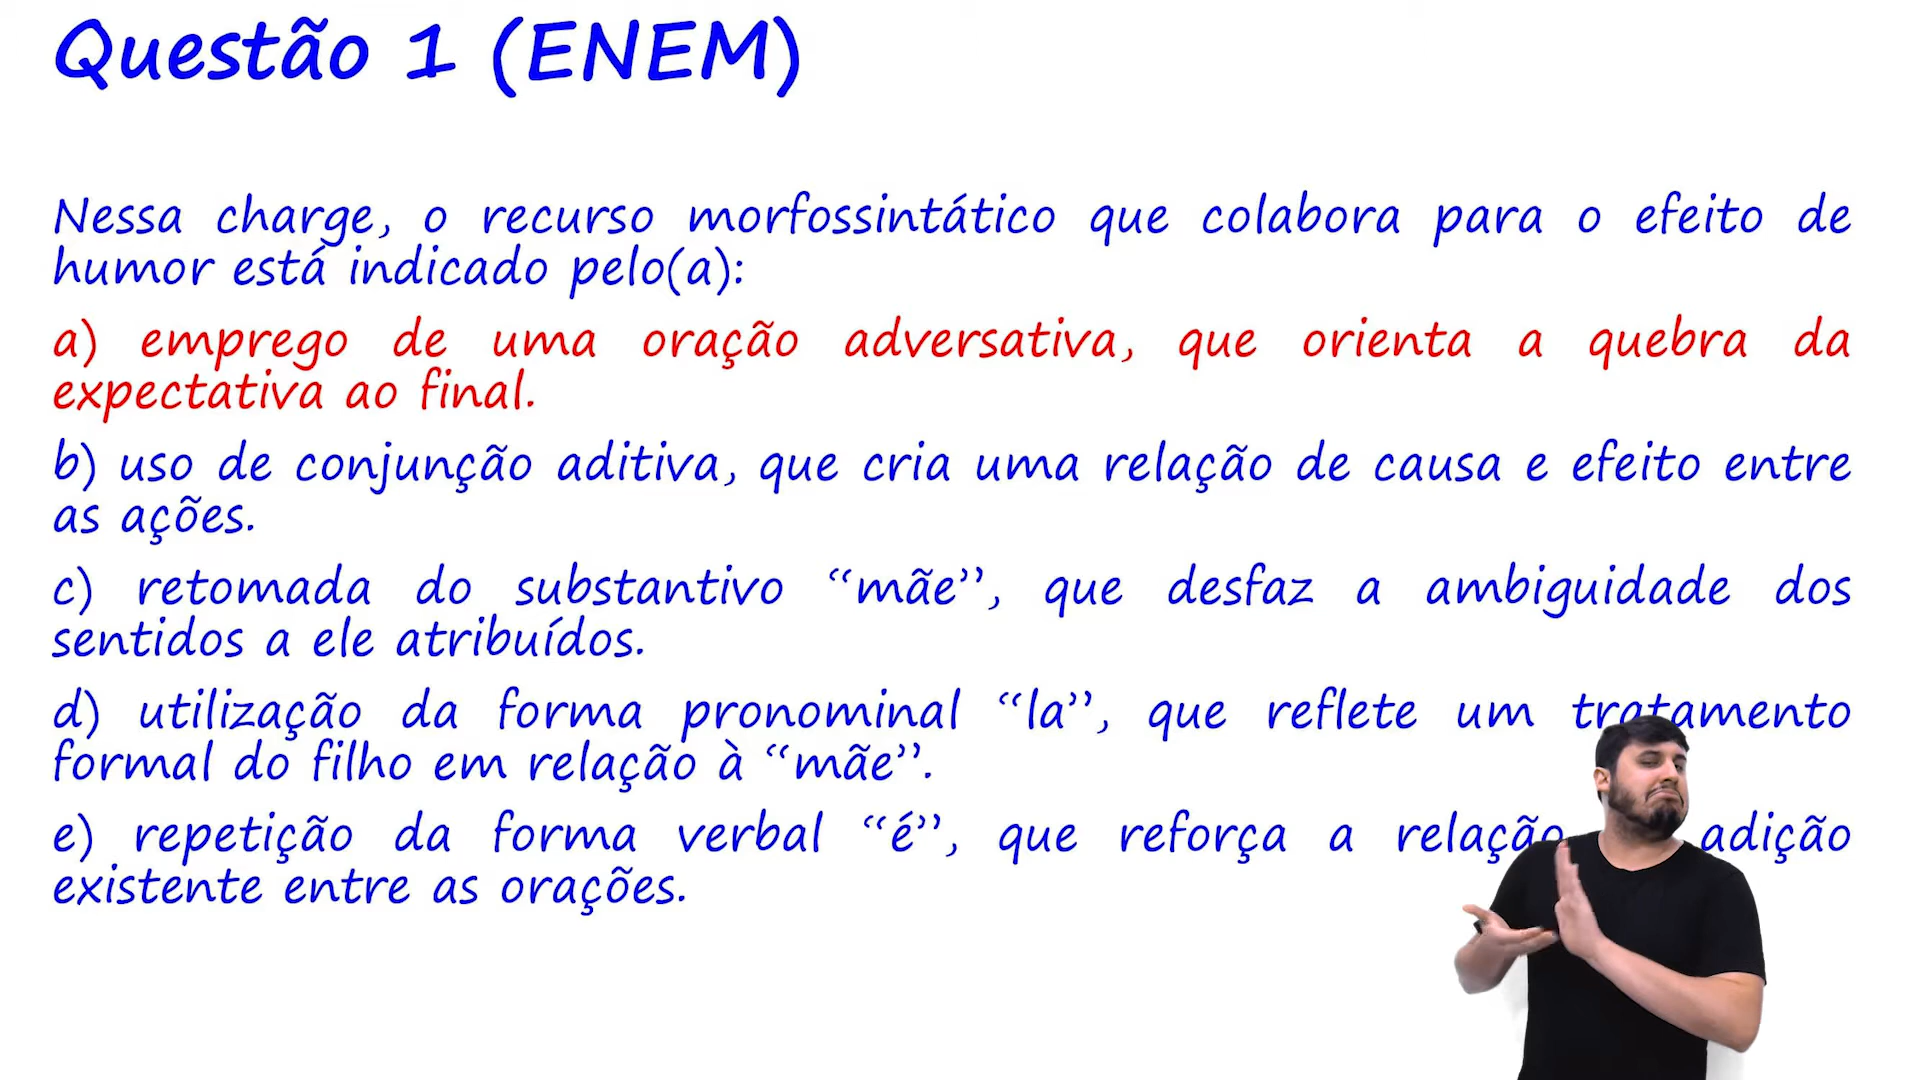 Questão 1 (ENEM)
Nessa charge, o recurso morfossintático que colabora para o efeito de
humor está indicado pelo(a):
a) emprego de uma oração adversativa, que orienta a quebra da
expectativa ao final.
b) uso de conjunção aditiva, que cria uma relação de causa e efeito entre
as ações.
c) retomada do substantivo “mãe”, que desfaz a ambiguidade dos
sentidos a ele atribuídos.
d) utilização da forma pronominal “la”, que reflete um tratamento
formal do filho em relação à “mãe”.
e) repetição da forma verbal “é”, que reforça a relação adição
existente entre as orações.